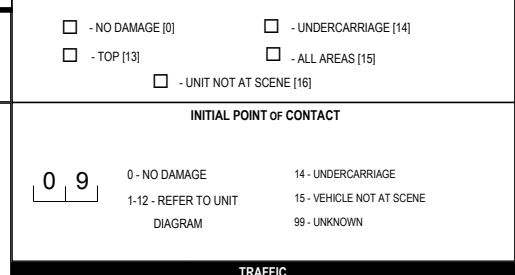 ☐ - NO DAMAGE [0] ☐ - UNDERCARRIAGE [14]
☐ - TOP [13] ☐ - ALL AREAS [15]
☐ - UNIT NOT AT SCENE [16]
INITIAL POINT OF CONTACT
0 9
0 - NO DAMAGE 14 - UNDERCARRIAGE
1-12 - REFER TO UNIT 15 - VEHICLE NOT AT SCENE
DIAGRAM 99 - UNKNOWN
TRAFFIC